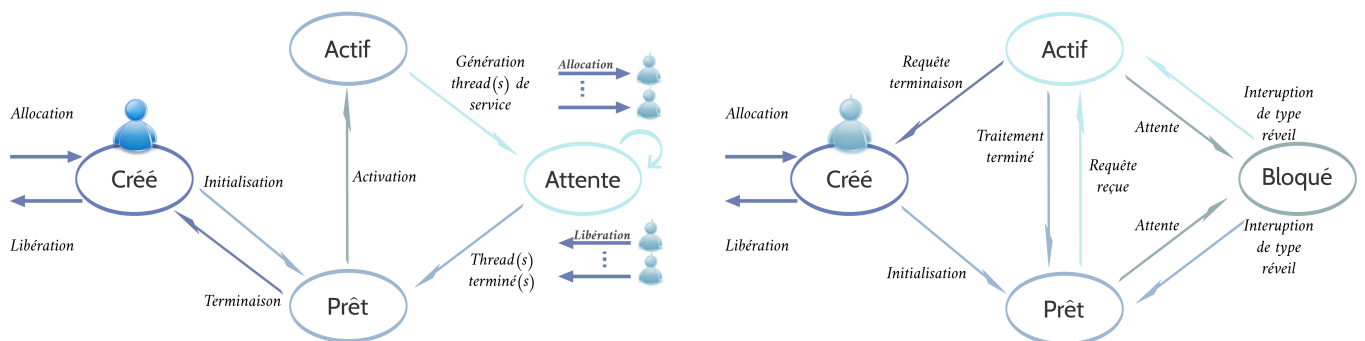 Actif
Génération
thread(s) de
service
Allocation
Allocation
Créé
Initialisation
Activation
Attente
Libération
Libération
Thread(s)
terminé(s)
Terminaison
Prêt
Actif
Requête
terminaison
Interuption
de type
réveil
Allocation
Traitement
terminé
Attente
Requête
reçue
Créé
Bloqué
Attente
Interuption
de type
réveil
Libération
Initialisation
Prêt